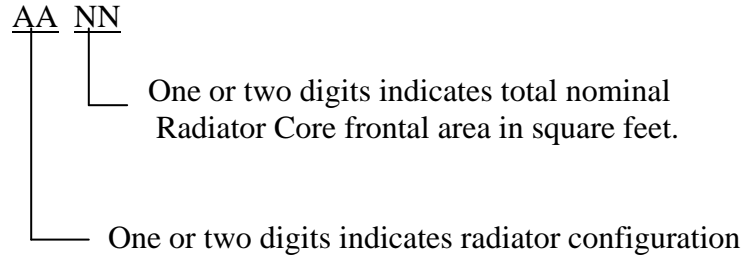 AA NN
One or two digits indicates total nominal
Radiator Core frontal area in square feet.
One or two digits indicates radiator configuration